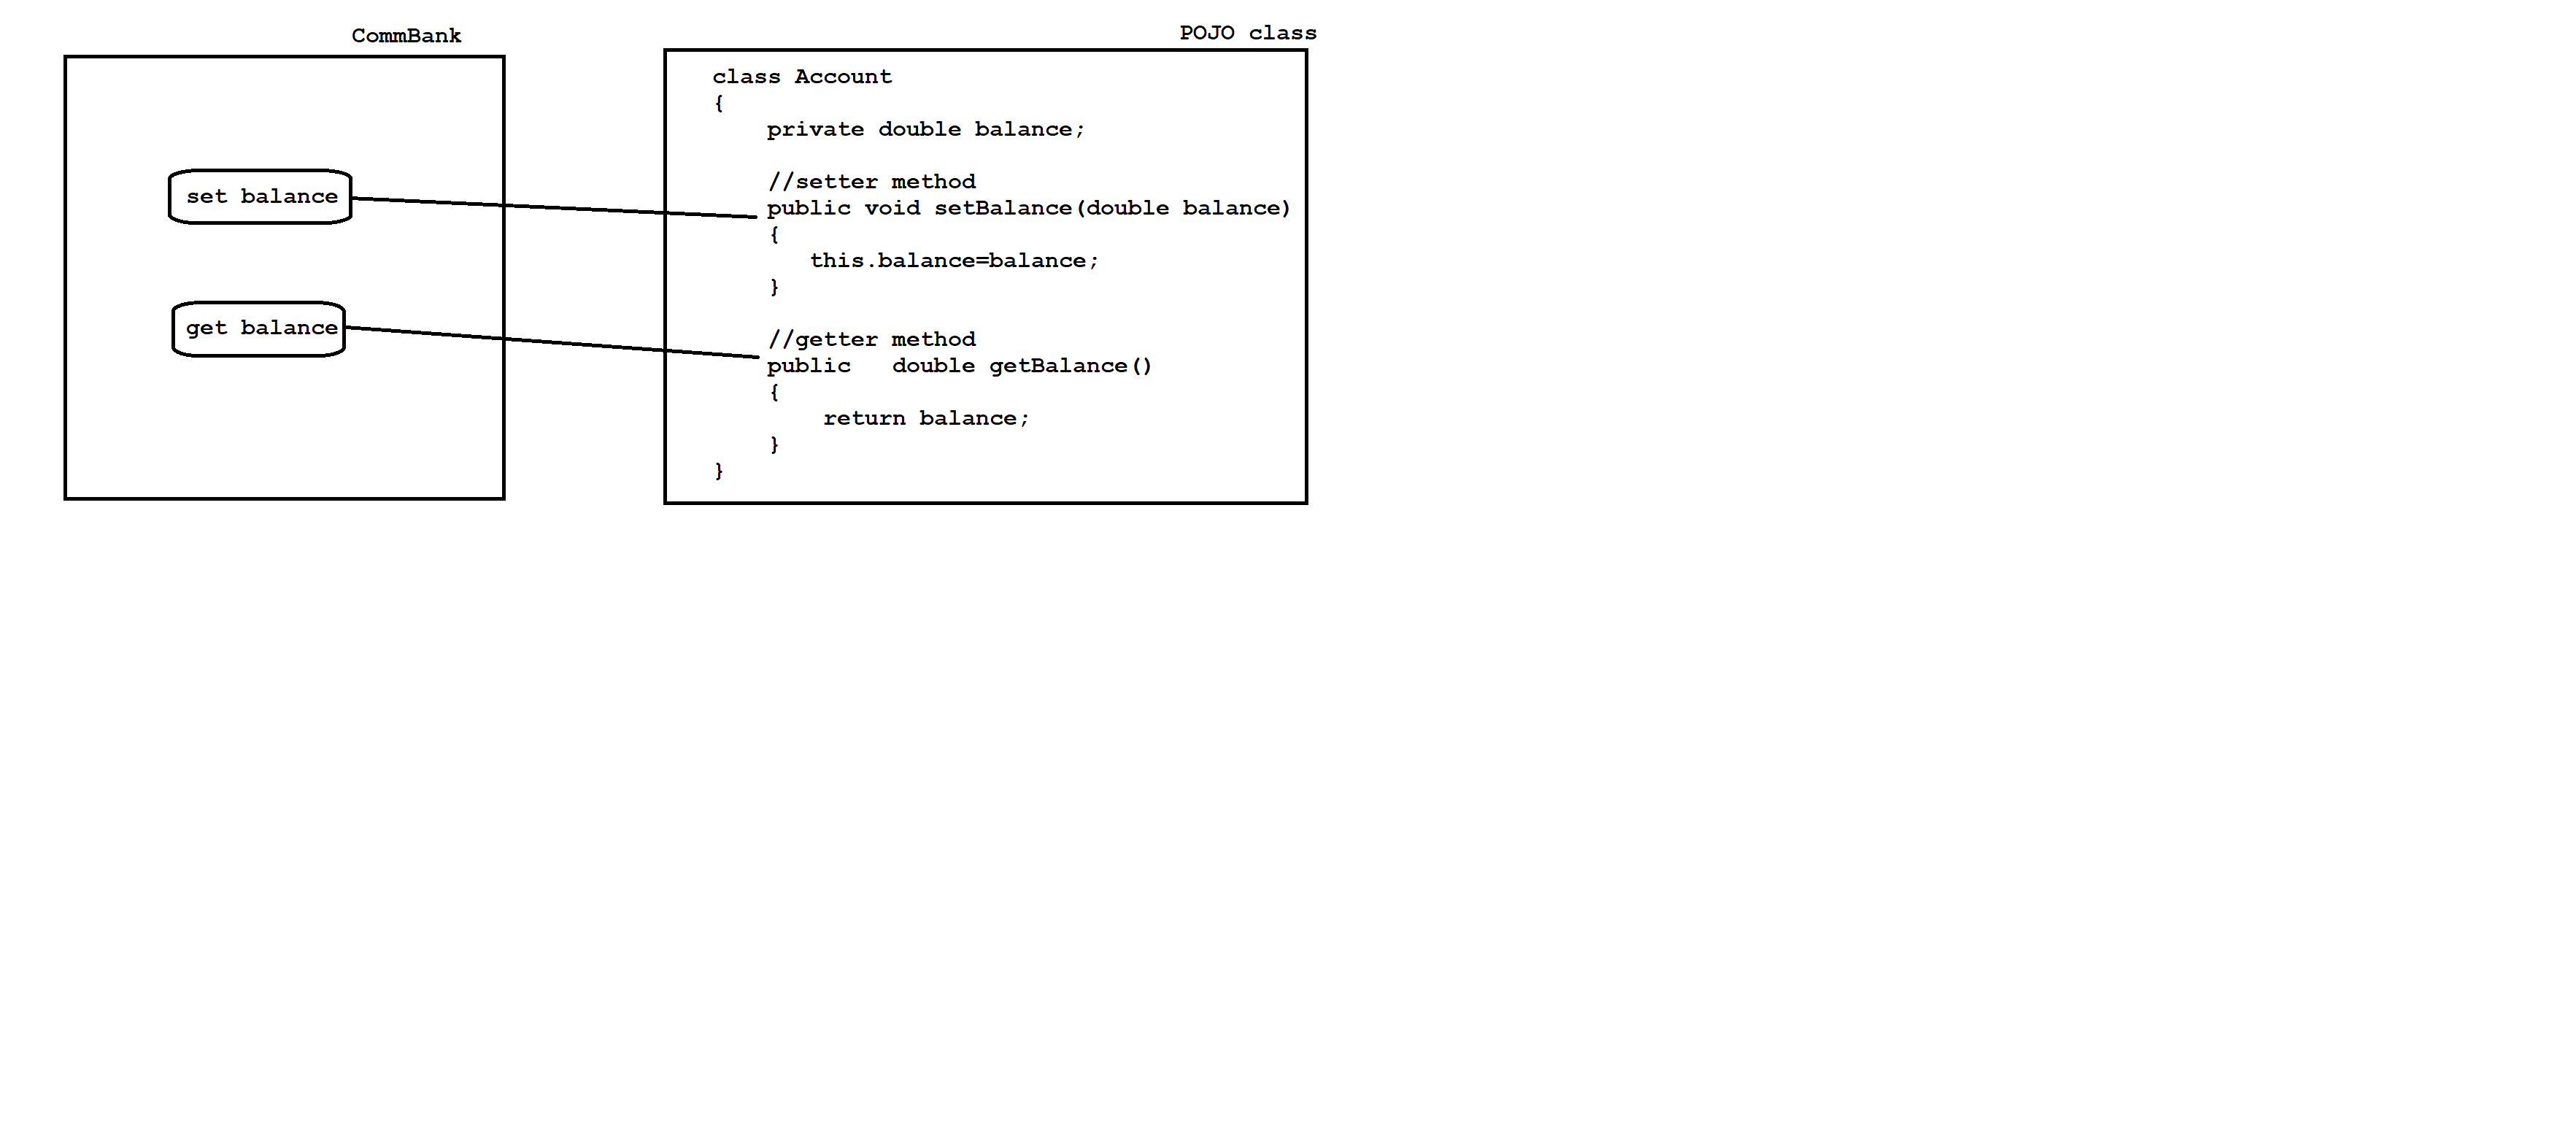 CommBank
set balance
get balance
POJO class
class Account
{
private double balance;
//setter method
public void setBalance(double balance)
{
this.balance=balance;
}
//getter method
public   double getBalance()
{
return balance;
}
}